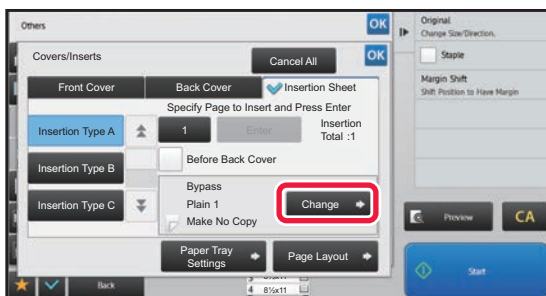 Others
OK
Original
Change Size/Direction.
Covers/Inserts
Cancel All
OK
Staple
Front Cover
Back Cover
Insertion Sheet
Margin Shift
Shift Position to Have Margin
Specify Page to Insert and Press Enter
Insertion Type A
1
Enter
Insertion
Total :1
Insertion Type B
Before Back Cover
Bypass
Insertion Type C
Plain 1
Change
Make No Copy
Preview
CA
Paper Tray
Settings
Page Layout
Start
Back
3 8½x11
4 8½x11